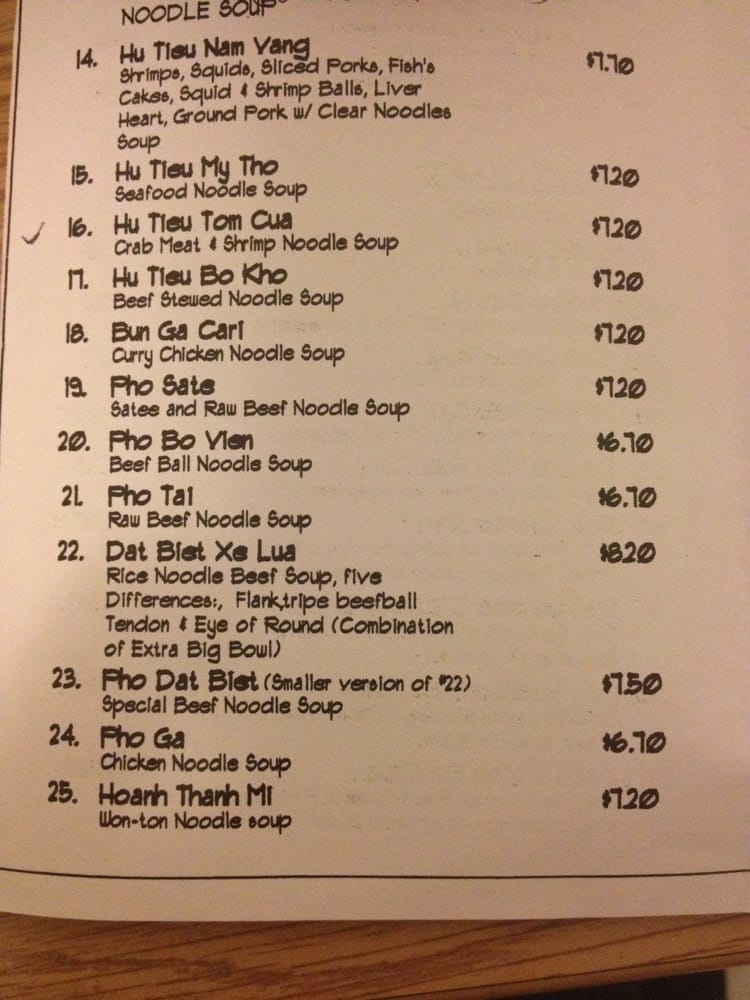 NOODLE SOUP
14. Hu Tieu Nam Vang $7.70
Shrimps, Squids, Sliced Porks, Fish's
Cakes, Squid & Shrimp Balls, Liver
Heart, Ground Pork w/ Clear Noodles
Soup
15. Hu Tieu My Tho $7.20
Seafood Noodle Soup
16. Hu Tieu Tom Cua $7.20
Crab Meat & Shrimp Noodle Soup
17. Hu Tieu Bo Kho $7.20
Beef Stewed Noodle Soup
18. Bun Ga Cari $7.20
Curry Chicken Noodle Soup
19. Pho Sate $7.20
Satee and Raw Beef Noodle Soup
20. Pho Bo Vien $6.70
Beef Ball Noodle Soup
21. Pho Tai $6.70
Raw Beef Noodle Soup
22. Dat Biet Xe Lua $8.20
Rice Noodle Beef Soup, five
Differences:, Flank,tripe beefball
Tendon & Eye of Round (Combination
of Extra Big Bowl)
23. Pho Dat Biet (Smaller version of #22) $7.50
Special Beef Noodle Soup
24. Pho Ga $6.70
Chicken Noodle Soup
25. Hoanh Thanh Mi $7.20
Won-ton Noodle soup